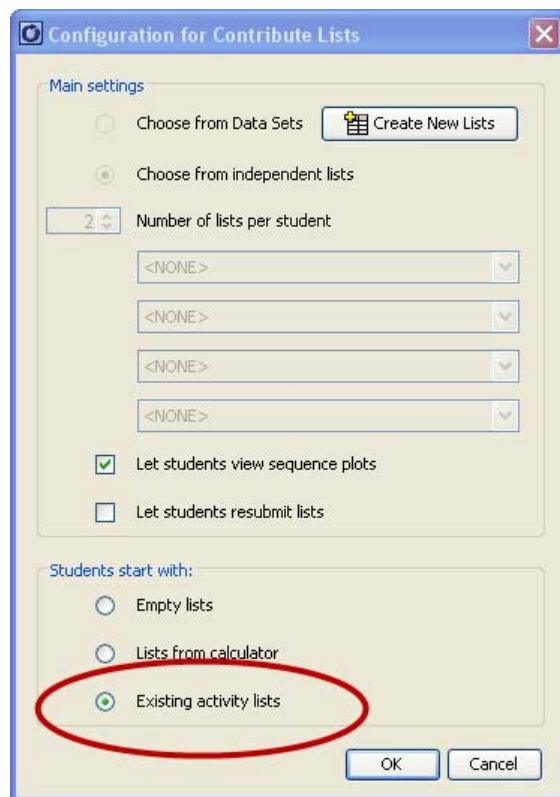 Configuration for Contribute Lists
Main settings
Choose from Data Sets
Create New Lists
Choose from independent lists
2
Number of lists per student
<NONE>
<NONE>
<NONE>
<NONE>
Let students view sequence plots
Let students resubmit lists
Students start with:
Empty lists
Lists from calculator
Existing activity lists
OK
Cancel